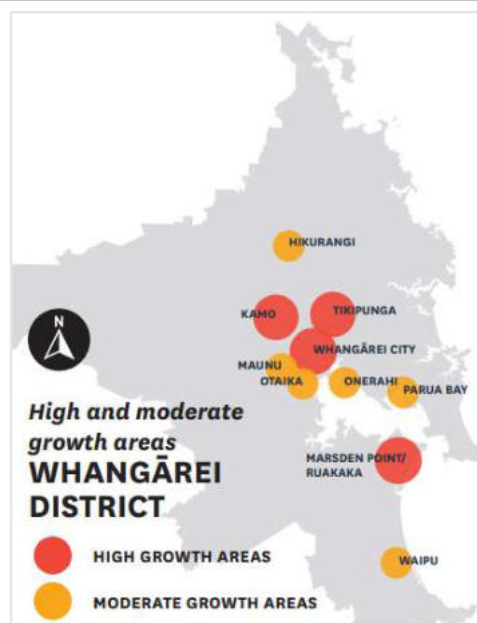 HIKURANGI
KAMO
TIKIPUNGA
WHANGĀREI CITY
MAUNU
OTAIKA
ONERAHI
PARUA BAY
MARSDEN POINT/
RUAKAKA
WAIPU
N
High and moderate
growth areas
WHANGĀREI
DISTRICT
HIGH GROWTH AREAS
MODERATE GROWTH AREAS